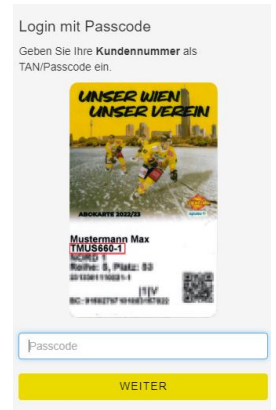 Login mit Passcode
Geben Sie Ihre Kundennummer als
TAN/Passcode ein.
UNSER WIEN
UNSER VEREIN
ABOKARTE 2022/23
Mustermann Max
TMUS660-1
NORD 1
Reihe: 5, Platz: 53
Passcode
WEITER